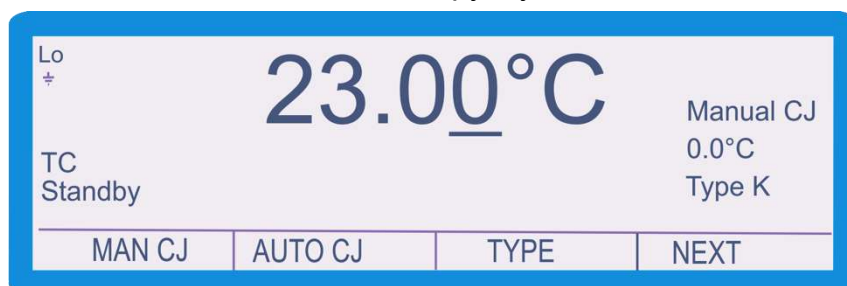 Lo
23.00°C
Manual CJ
0.0°C
Type K
TC
Standby
MAN CJ AUTO CJ TYPE NEXT